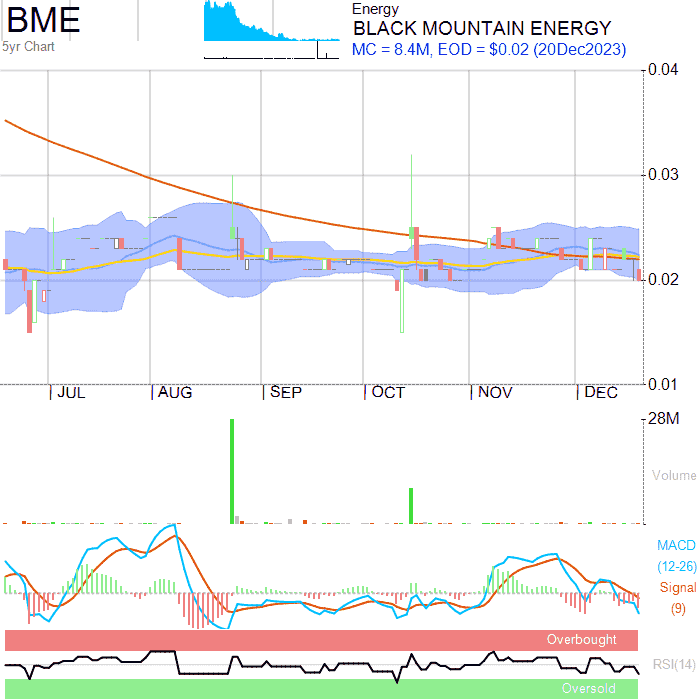 BME
5yr Chart
Energy
BLACK MOUNTAIN ENERGY
MC = 8.4M, EOD = $0.02 (20Dec2023)
0.04
0.03
0.02
0.01
JUL AUG SEP OCT NOV DEC
28M
Volume
MACD
(12-26)
Signal
(9)
Overbought
RSI(14)
Oversold